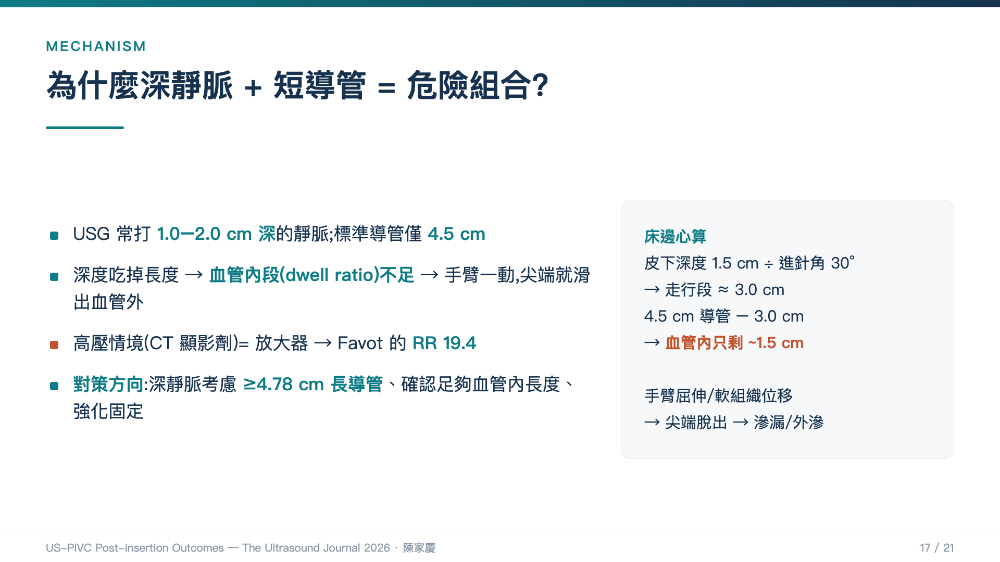 MECHANISM
為什麼深靜脈 + 短導管 = 危險組合?
USG 常打 1.0–2.0 cm 深的靜脈;標準導管僅 4.5 cm
深度吃掉長度 → 血管內段(dwell ratio)不足 → 手臂一動,尖端就滑
出血管外
高壓情境(CT 顯影劑)= 放大器 → Favot 的 RR 19.4
對策方向:深靜脈考慮 ≥4.78 cm 長導管、確認足夠血管內長度、
強化固定
床邊心算
皮下深度 1.5 cm ÷ 進針角 30°
→ 走行段 ≈ 3.0 cm
4.5 cm 導管 − 3.0 cm
→ 血管內只剩 ~1.5 cm
手臂屈伸/軟組織位移
→ 尖端脫出 → 滲漏/外滲
US-PIVC Post-insertion Outcomes — The Ultrasound Journal 2026 · 陳家慶
17 / 21